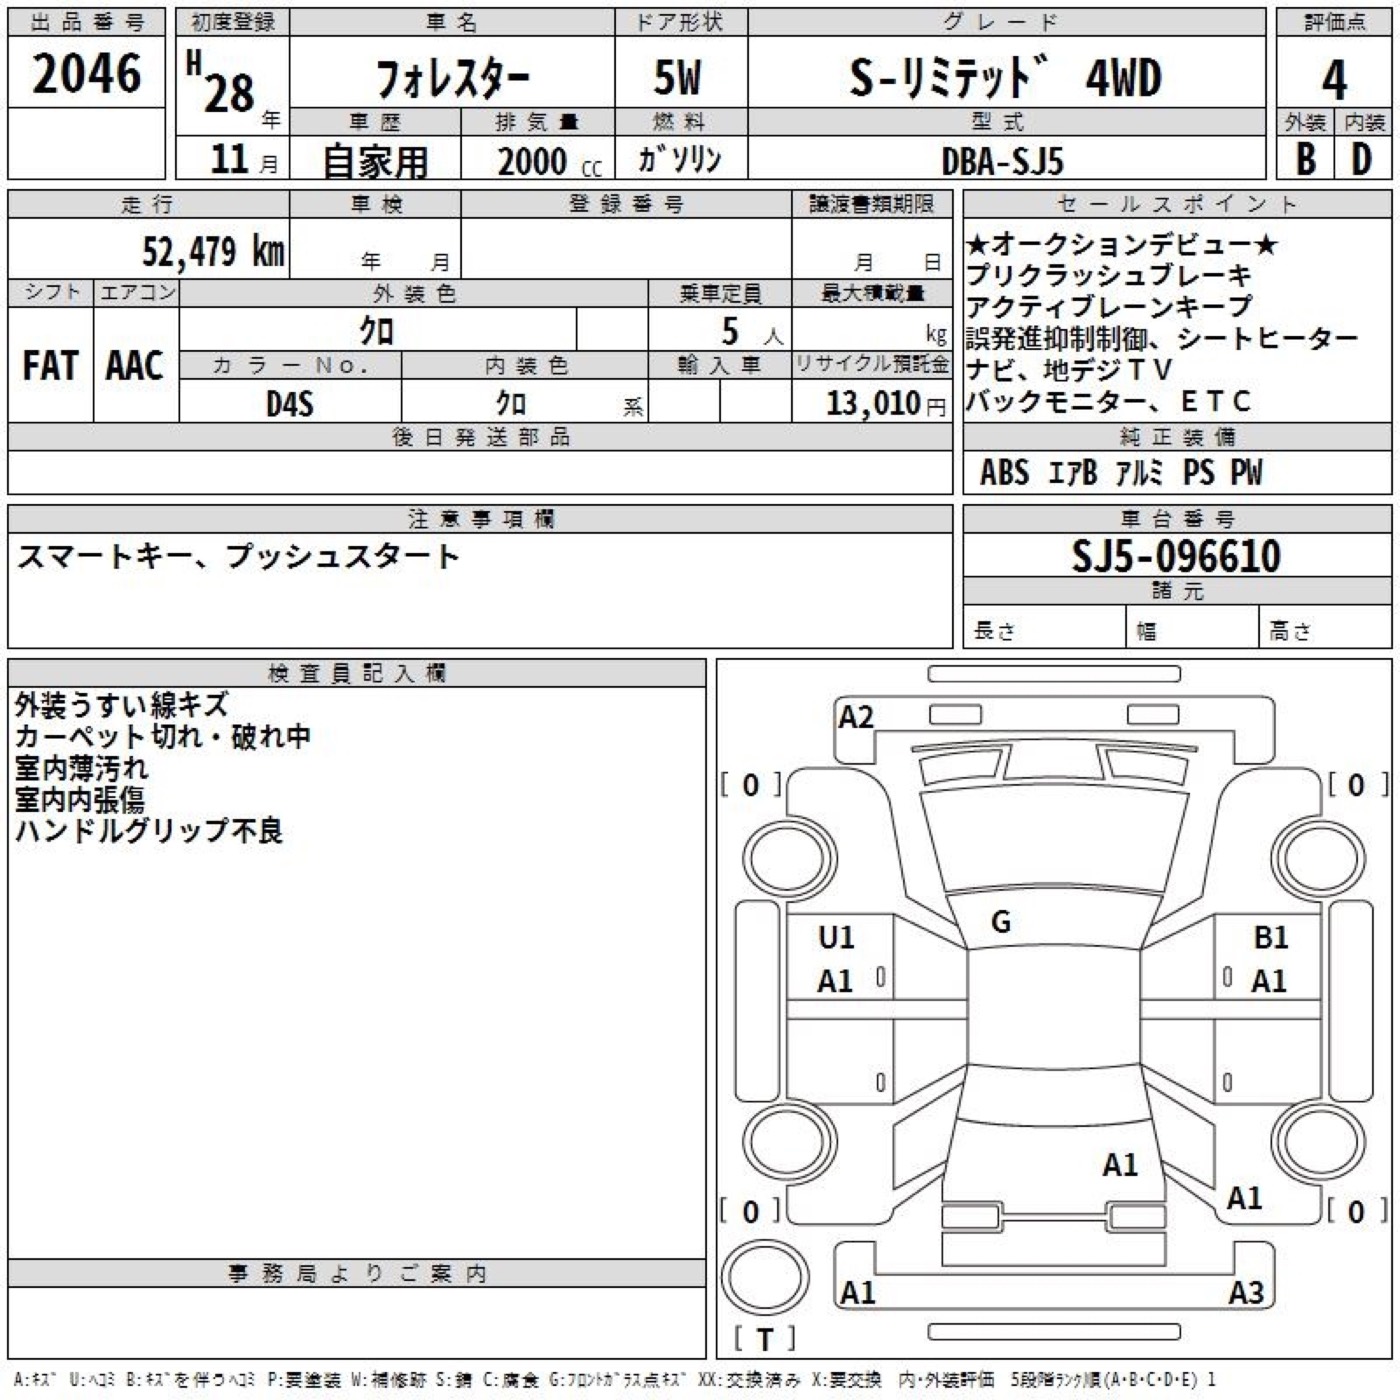 出品番号
2046
初度登録 車名 ドア形状 グレード
H28年 フォレスター 5W S-リミテッド 4WD
車歴 排気量 燃料 型式
11月 自家用 2000 cc ガソリン DBA-SJ5
評価点
4
外装 内装
B D
走行 車検 登録番号 譲渡書類期限
52,479 km 年 月 月 日
シフト エアコン 外装色 乗車定員 最大積載量
FAT AAC クロ 5人 kg
カラーNo. 内装色 輸入車 リサイクル預託金
D4S クロ 系 13,010円
後日発送部品
セールスポイント
★オークションデビュー★
プリクラッシュブレーキ
アクティブレーンキープ
誤発進抑制制御、シートヒーター
ナビ、地デジＴＶ
バックモニター、ＥＴＣ
純正装備
ABS エアB アルミ PS PW
注意事項欄
スマートキー、プッシュスタート
車台番号
SJ5-096610
諸元
長さ 幅 高さ
検査員記入欄
外装うすい線キズ
カーペット切れ・破れ中
室内薄汚れ
室内内張傷
ハンドルグリップ不良
事務局よりご案内
A2
[ 0 ] [ 0 ]
G
U1 B1
A1 A1
A1
A1
[ 0 ] [ 0 ]
A1 A3
[ T ]
A:キズ U:ヘコミ B:キズを伴うヘコミ P:要塗装 W:補修跡 S:錆 C:腐食 G:フロントガラス点キズ XX:交換済み X:要交換 内・外装評価 5段階ランク順(A・B・C・D・E) 1